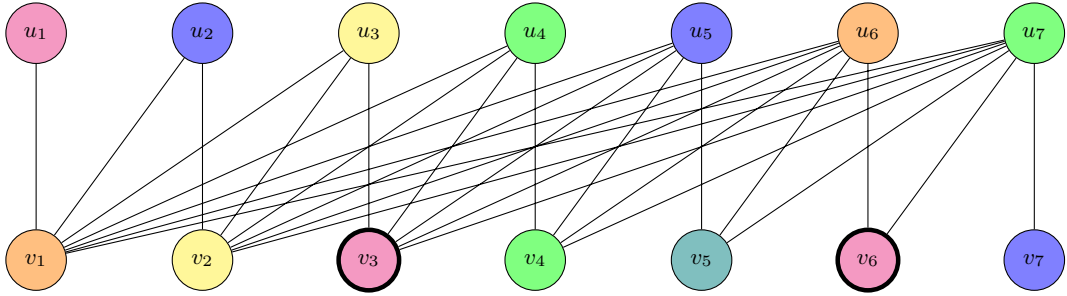 u₁ u₂ u₃ u₄ u₅ u₆ u₇
v₁ v₂ v₃ v₄ v₅ v₆ v₇